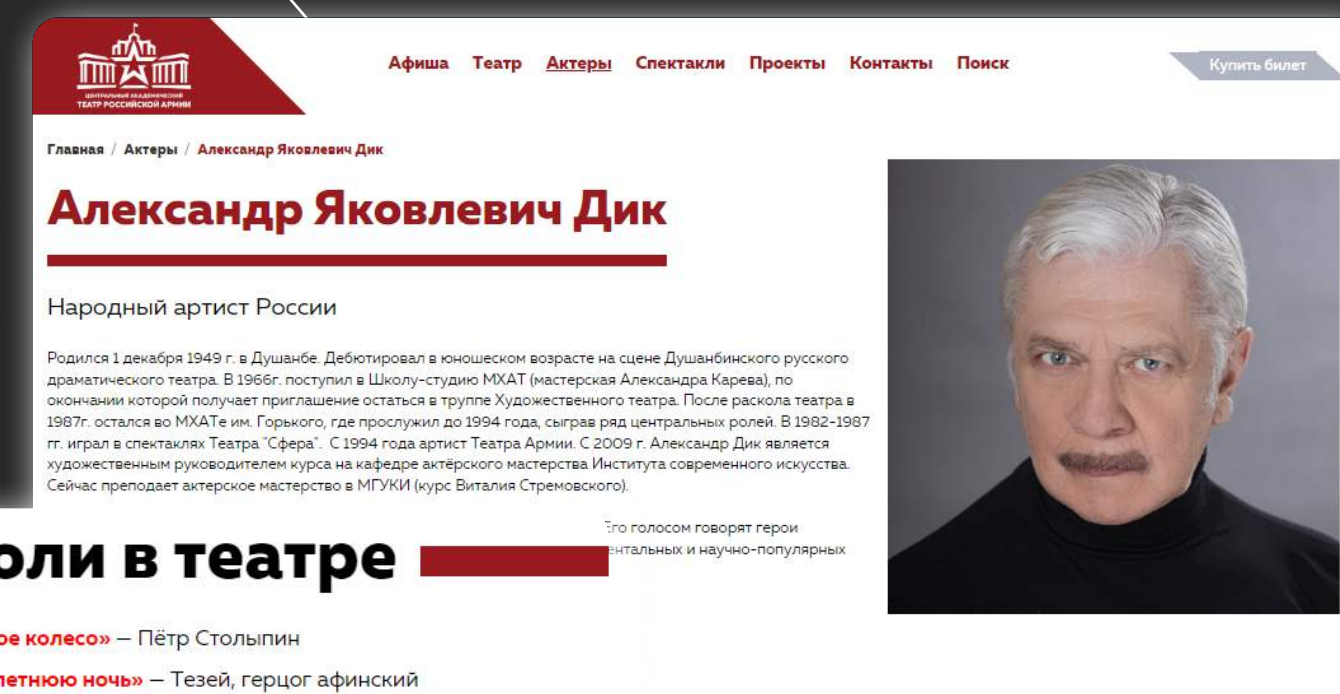 ЦЕНТРАЛЬНЫЙ АКАДЕМИЧЕСКИЙ
ТЕАТР РОССИЙСКОЙ АРМИИ
Афиша Театр Актеры Спектакли Проекты Контакты Поиск
Купить билет
Главная / Актеры / Александр Яковлевич Дик
Александр Яковлевич Дик
Народный артист России
Родился 1 декабря 1949 г. в Душанбе. Дебютировал в юношеском возрасте на сцене Душанбинского русского
драматического театра. В 1966г. поступил в Школу-студию МХАТ (мастерская Александра Карева), по
окончании которой получает приглашение остаться в труппе Художественного театра. После раскола театра в
1987г. остался во МХАТе им. Горького, где прослужил до 1994 года, сыграв ряд центральных ролей. В 1982-1987
гг. играл в спектаклях Театра "Сфера". С 1994 года артист Театра Армии. С 2009 г. Александр Дик является
художественным руководителем курса на кафедре актёрского мастерства Института современного искусства.
Сейчас преподает актерское мастерство в МГУКИ (курс Виталия Стремовского).
Его голосом говорят герои
ентальных и научно-популярных
оли в театре
ое колесо» — Пётр Столыпин
летнюю ночь» — Тезей, герцог афинский